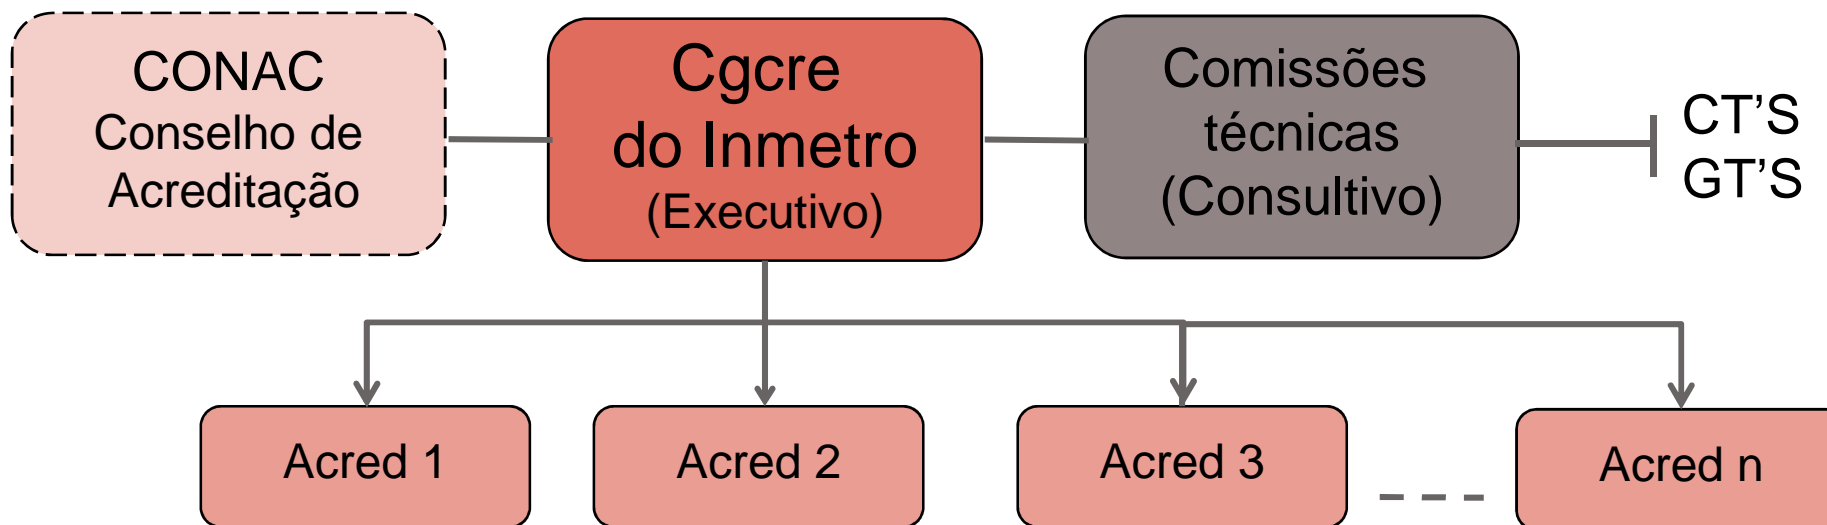 CONAC
Conselho de
Acreditação
Cgcre
do Inmetro
(Executivo)
Comissões
técnicas
(Consultivo)
CT’S
GT’S
Acred 1
Acred 2
Acred 3
Acred n